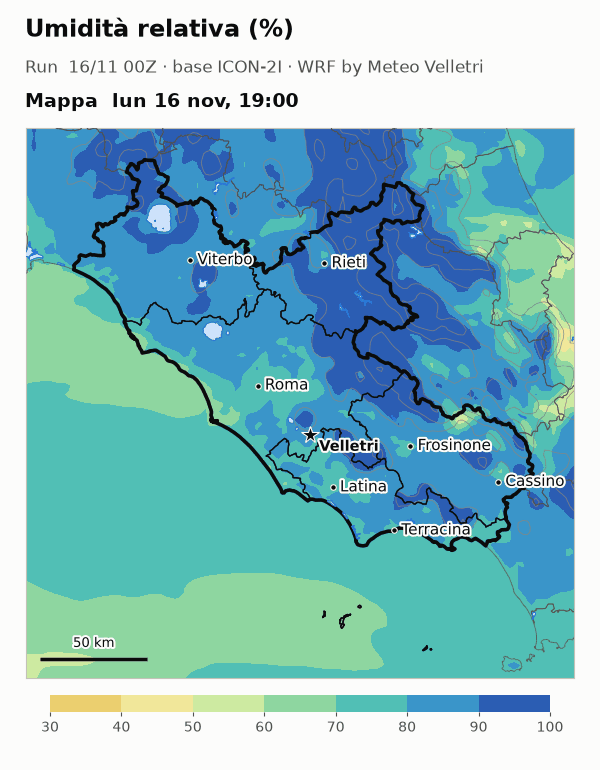 Umidità relativa (%)
Run 16/11 00Z · base ICON-2I · WRF by Meteo Velletri
Mappa lun 16 nov, 19:00
Viterbo
Rieti
Roma
Velletri
Frosinone
Cassino
Latina
Terracina
50 km
30 40 50 60 70 80 90 100